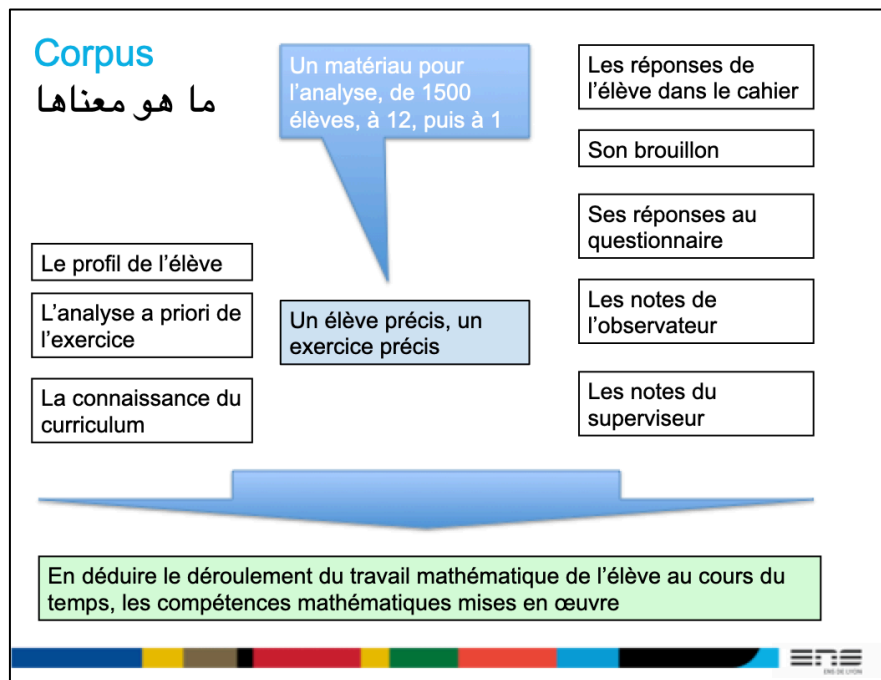 Corpus
ما هو معناها
Un matériau pour
l'analyse, de 1500
élèves, à 12, puis à 1
Les réponses de
l'élève dans le cahier
Son brouillon
Ses réponses au
questionnaire
Les notes de
l'observateur
Les notes du
superviseur
Le profil de l'élève
L'analyse a priori de
l'exercice
La connaissance du
curriculum
Un élève précis, un
exercice précis
En déduire le déroulement du travail mathématique de l'élève au cours du
temps, les compétences mathématiques mises en œuvre
ENS
ENS DE LYON